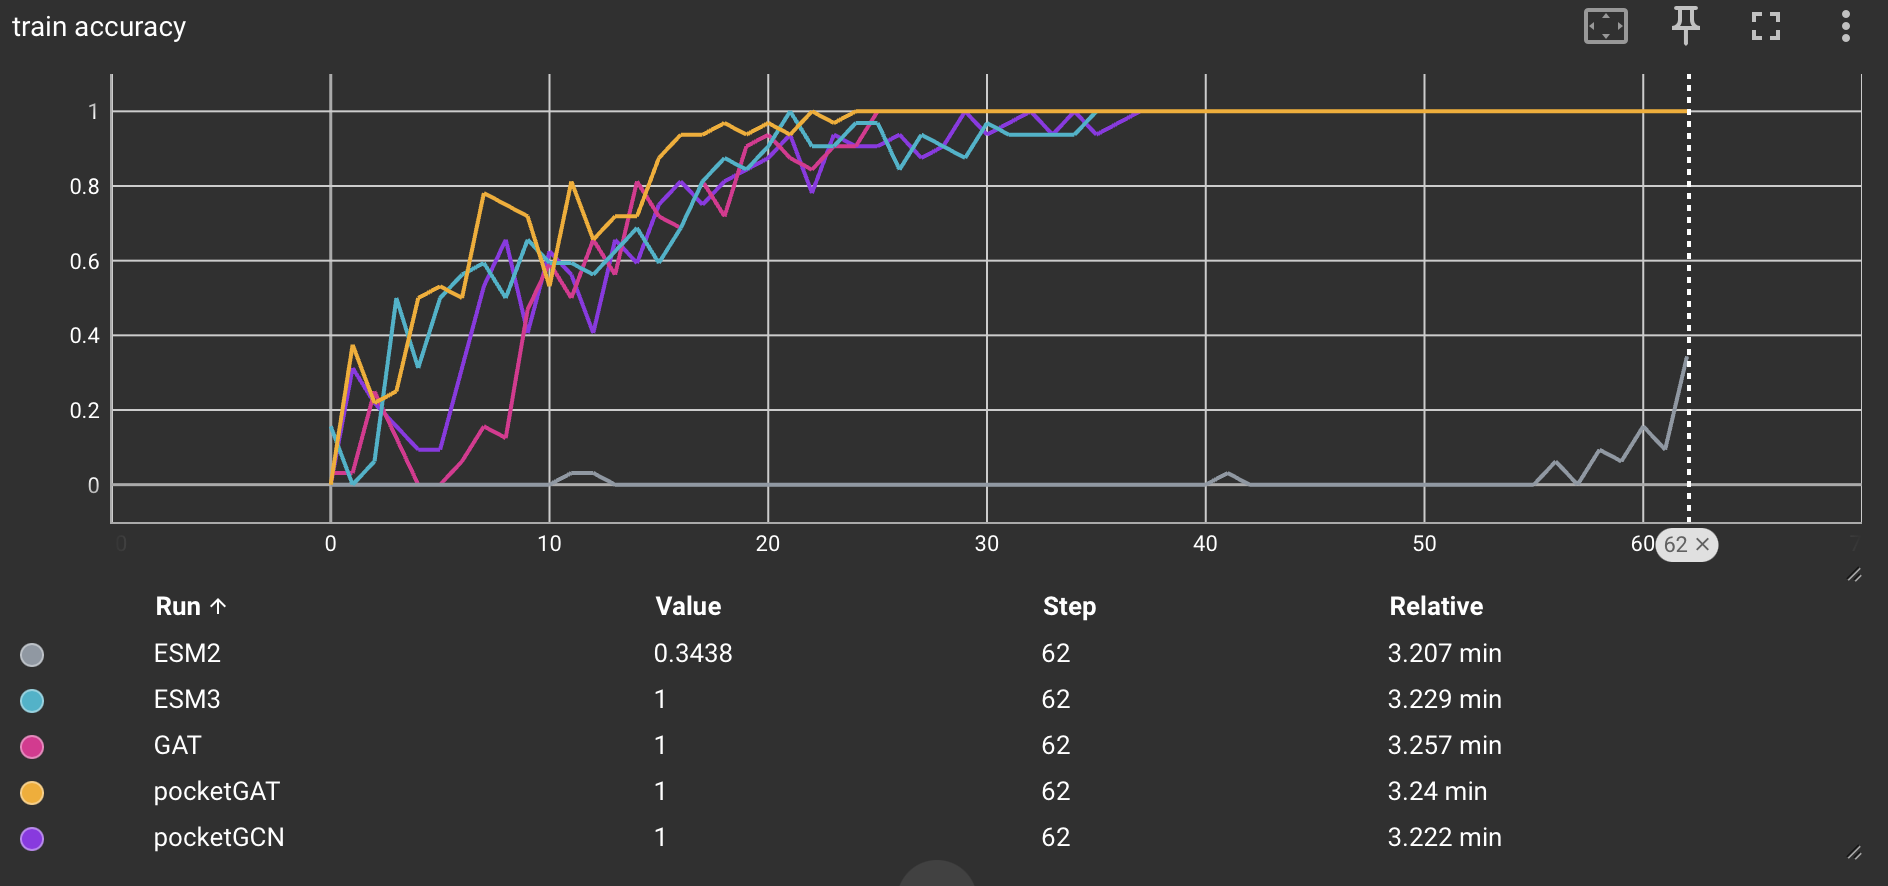 train accuracy
1
0.8
0.6
0.4
0.2
0
0 0 10 20 30 40 50 60 62 × 7
Run ↑ Value Step Relative
ESM2 0.3438 62 3.207 min
ESM3 1 62 3.229 min
GAT 1 62 3.257 min
pocketGAT 1 62 3.24 min
pocketGCN 1 62 3.222 min